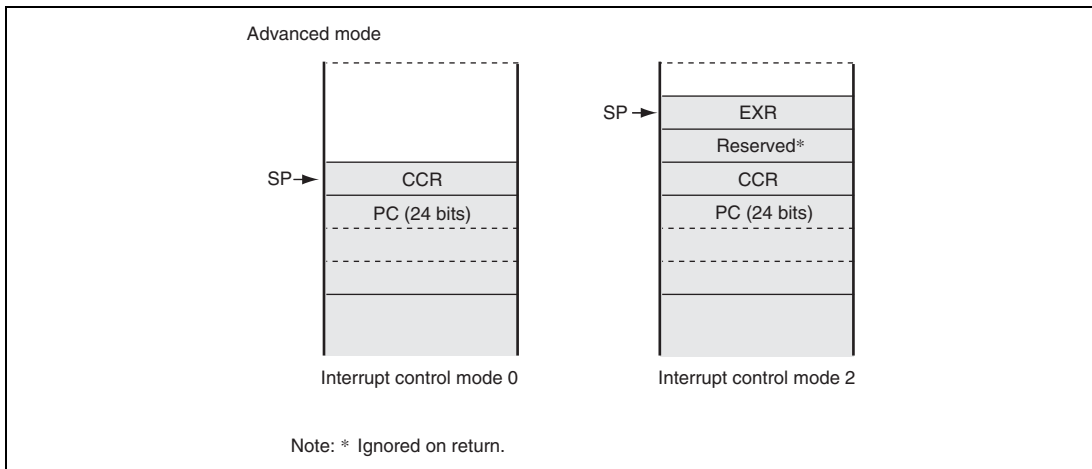 Advanced mode
SP
CCR
PC (24 bits)
Interrupt control mode 0
SP
EXR
Reserved*
CCR
PC (24 bits)
Interrupt control mode 2
Note: * Ignored on return.